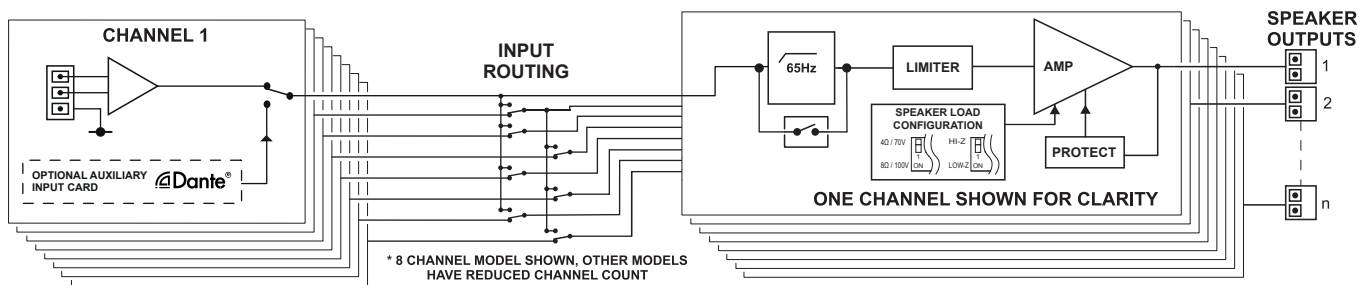 CHANNEL 1
OPTIONAL AUXILIARY
INPUT CARD
Dante®
INPUT
ROUTING
* 8 CHANNEL MODEL SHOWN, OTHER MODELS
HAVE REDUCED CHANNEL COUNT
65Hz
LIMITER
AMP
SPEAKER LOAD
CONFIGURATION
4Ω / 70V
8Ω / 100V
1
ON
HI-Z
LOW-Z
1
ON
PROTECT
ONE CHANNEL SHOWN FOR CLARITY
SPEAKER
OUTPUTS
1
2
n